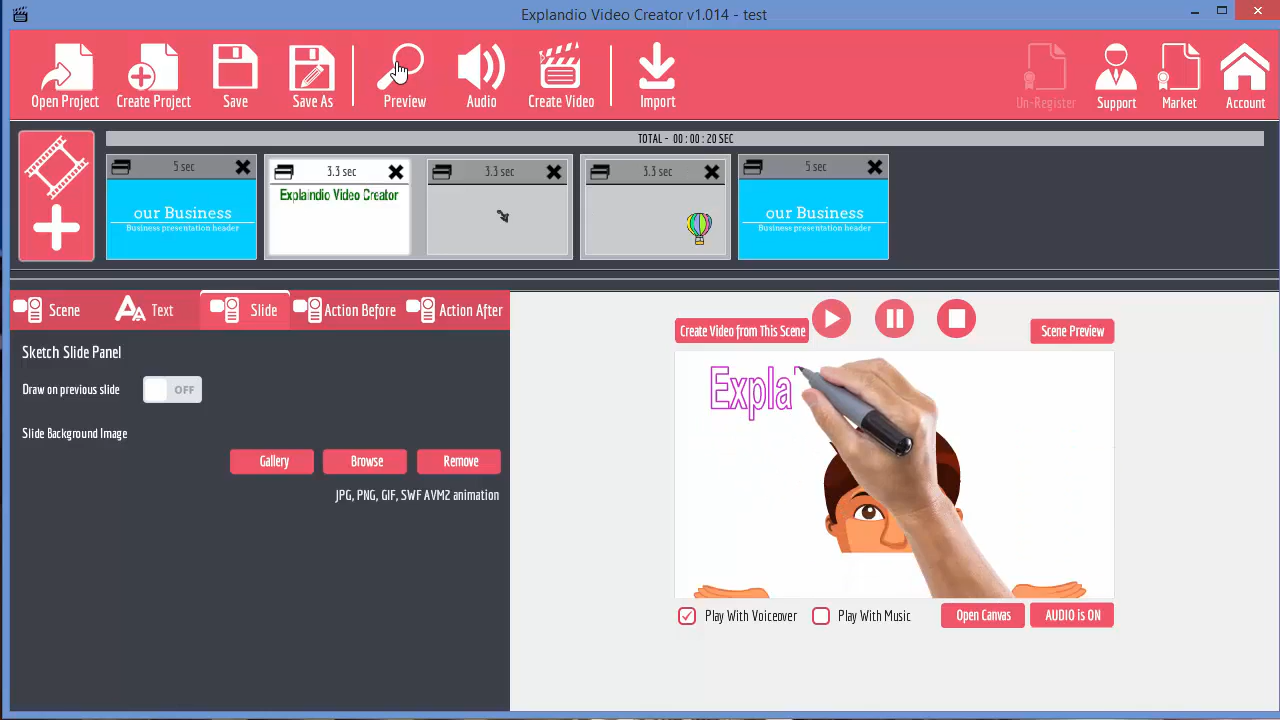 Explandio Video Creator v1.014 - test
Open Project
Create Project
Save
Save As
Preview
Audio
Create Video
Import
Un-Register
Support
Market
Account
TOTAL - 00 : 00 : 20 SEC
5 sec
3.3 sec
3.3 sec
3.3 sec
5 sec
our Business
Business presentation header
Explaindio Video Creator
our Business
Business presentation header
Scene
Text
Slide
Action Before
Action After
Sketch Slide Panel
Draw on previous slide
OFF
Slide Background Image
Gallery
Browse
Remove
JPG, PNG, GIF, SWF AVM2 animation
Create Video from This Scene
Scene Preview
Expla
Play With Voiceover
Play With Music
Open Canvas
AUDIO is ON